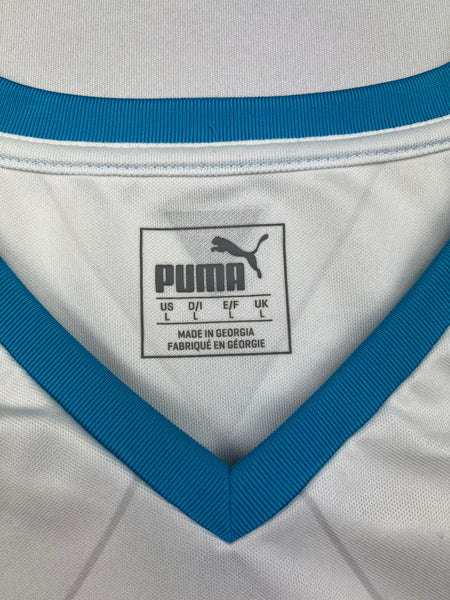 PUMA
US D/I E/F UK
L L L L
MADE IN GEORGIA
FABRIQUÉ EN GÉORGIE